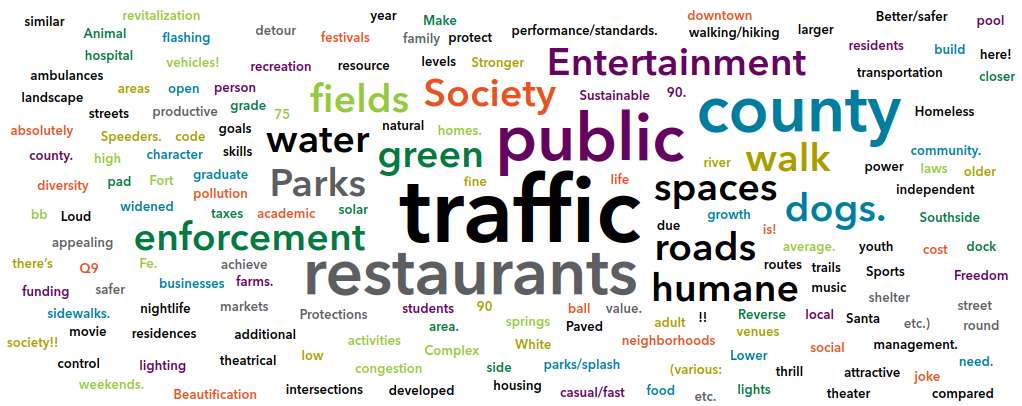 similar revitalization year Make downtown Better/safer pool
Animal flashing detour festivals family protect performance/standards. walking/hiking larger
hospital vehicles! recreation resource levels Stronger Entertainment residents build here!
ambulances areas open person transportation closer
landscape streets productive grade 75 fields Society Sustainable 90. county Homeless
absolutely Speeders. code goals water natural homes. public
county. high character skills green river walk power laws older community.
diversity pad Fort graduate pollution Parks fine traffic life spaces independent
bb Loud widened taxes academic solar due growth is! dogs. Southside
appealing enforcement roads average. youth cost dock
there's Q9 Fe. achieve restaurants routes trails Sports Freedom
funding safer businesses farms. humane music shelter
sidewalks. nightlife markets Protections students 90 ball value. !! Reverse local Santa street
movie residences additional area. springs Paved adult venues etc.) round
society!! activities White neighborhoods management.
control lighting theatrical low Complex side parks/splash Lower social need.
weekends. congestion (various: thrill attractive joke
Beautification intersections developed housing casual/fast food etc. lights theater compared